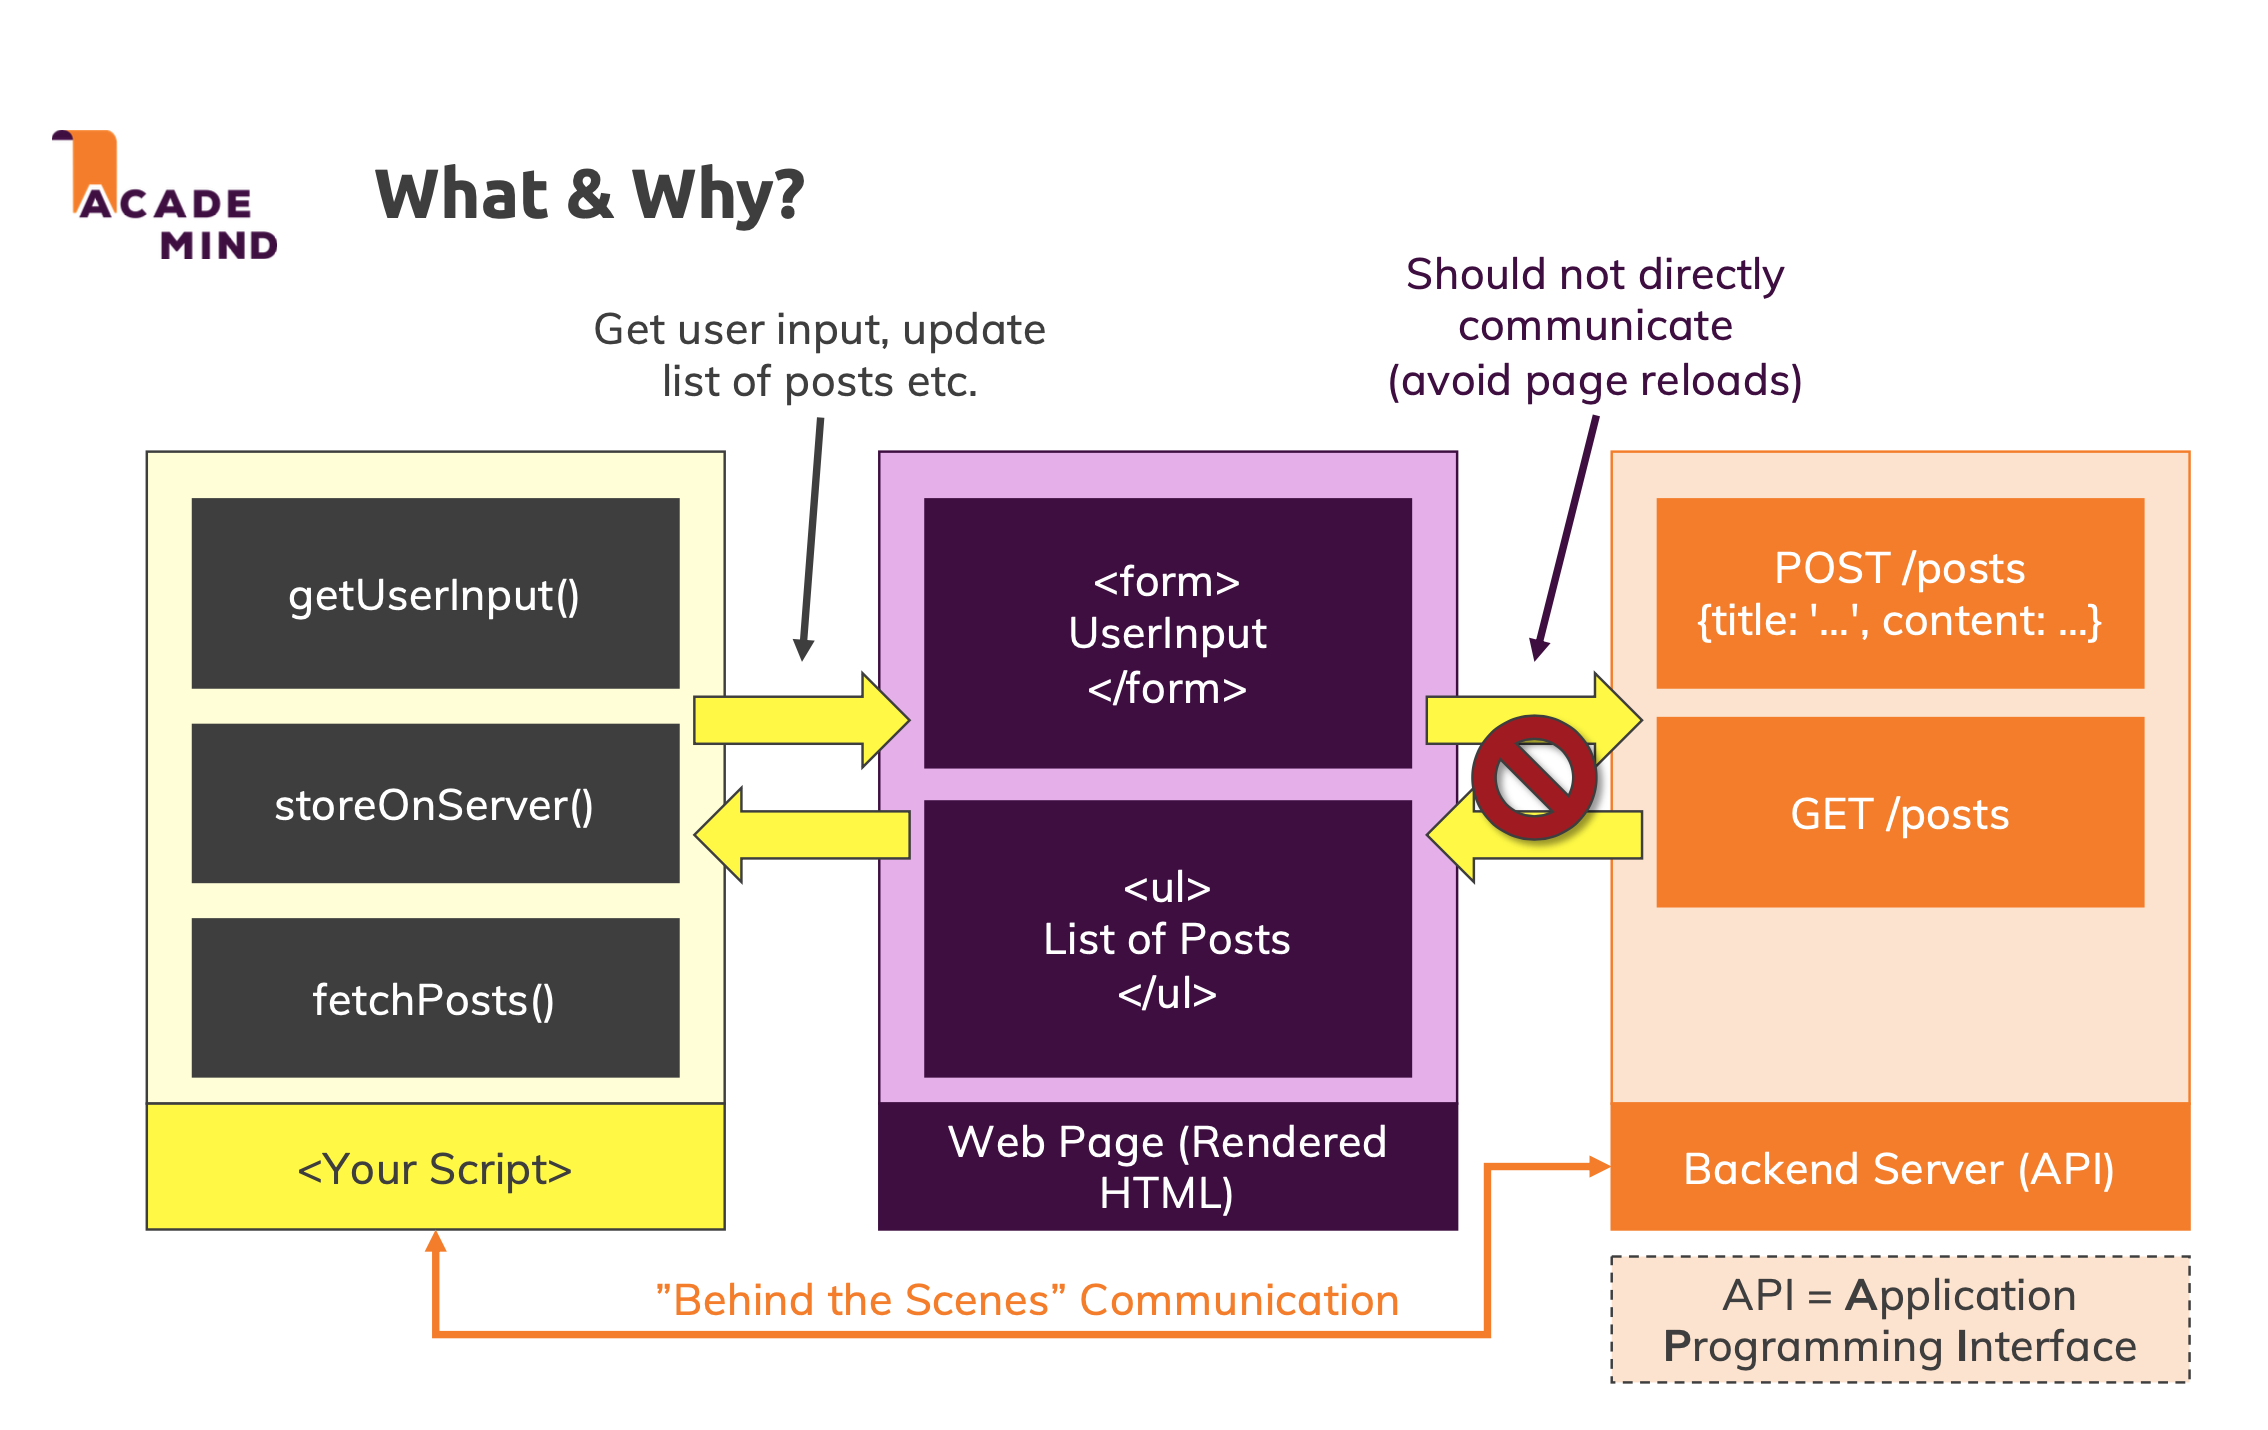 ACADE
MIND
What & Why?
Should not directly
communicate
(avoid page reloads)
Get user input, update
list of posts etc.
getUserInput()
storeOnServer()
fetchPosts()
<Your Script>
<form>
UserInput
</form>
<ul>
List of Posts
</ul>
Web Page (Rendered
HTML)
POST /posts
{title: '...', content: ...}
GET /posts
Backend Server (API)
”Behind the Scenes” Communication
API = Application
Programming Interface